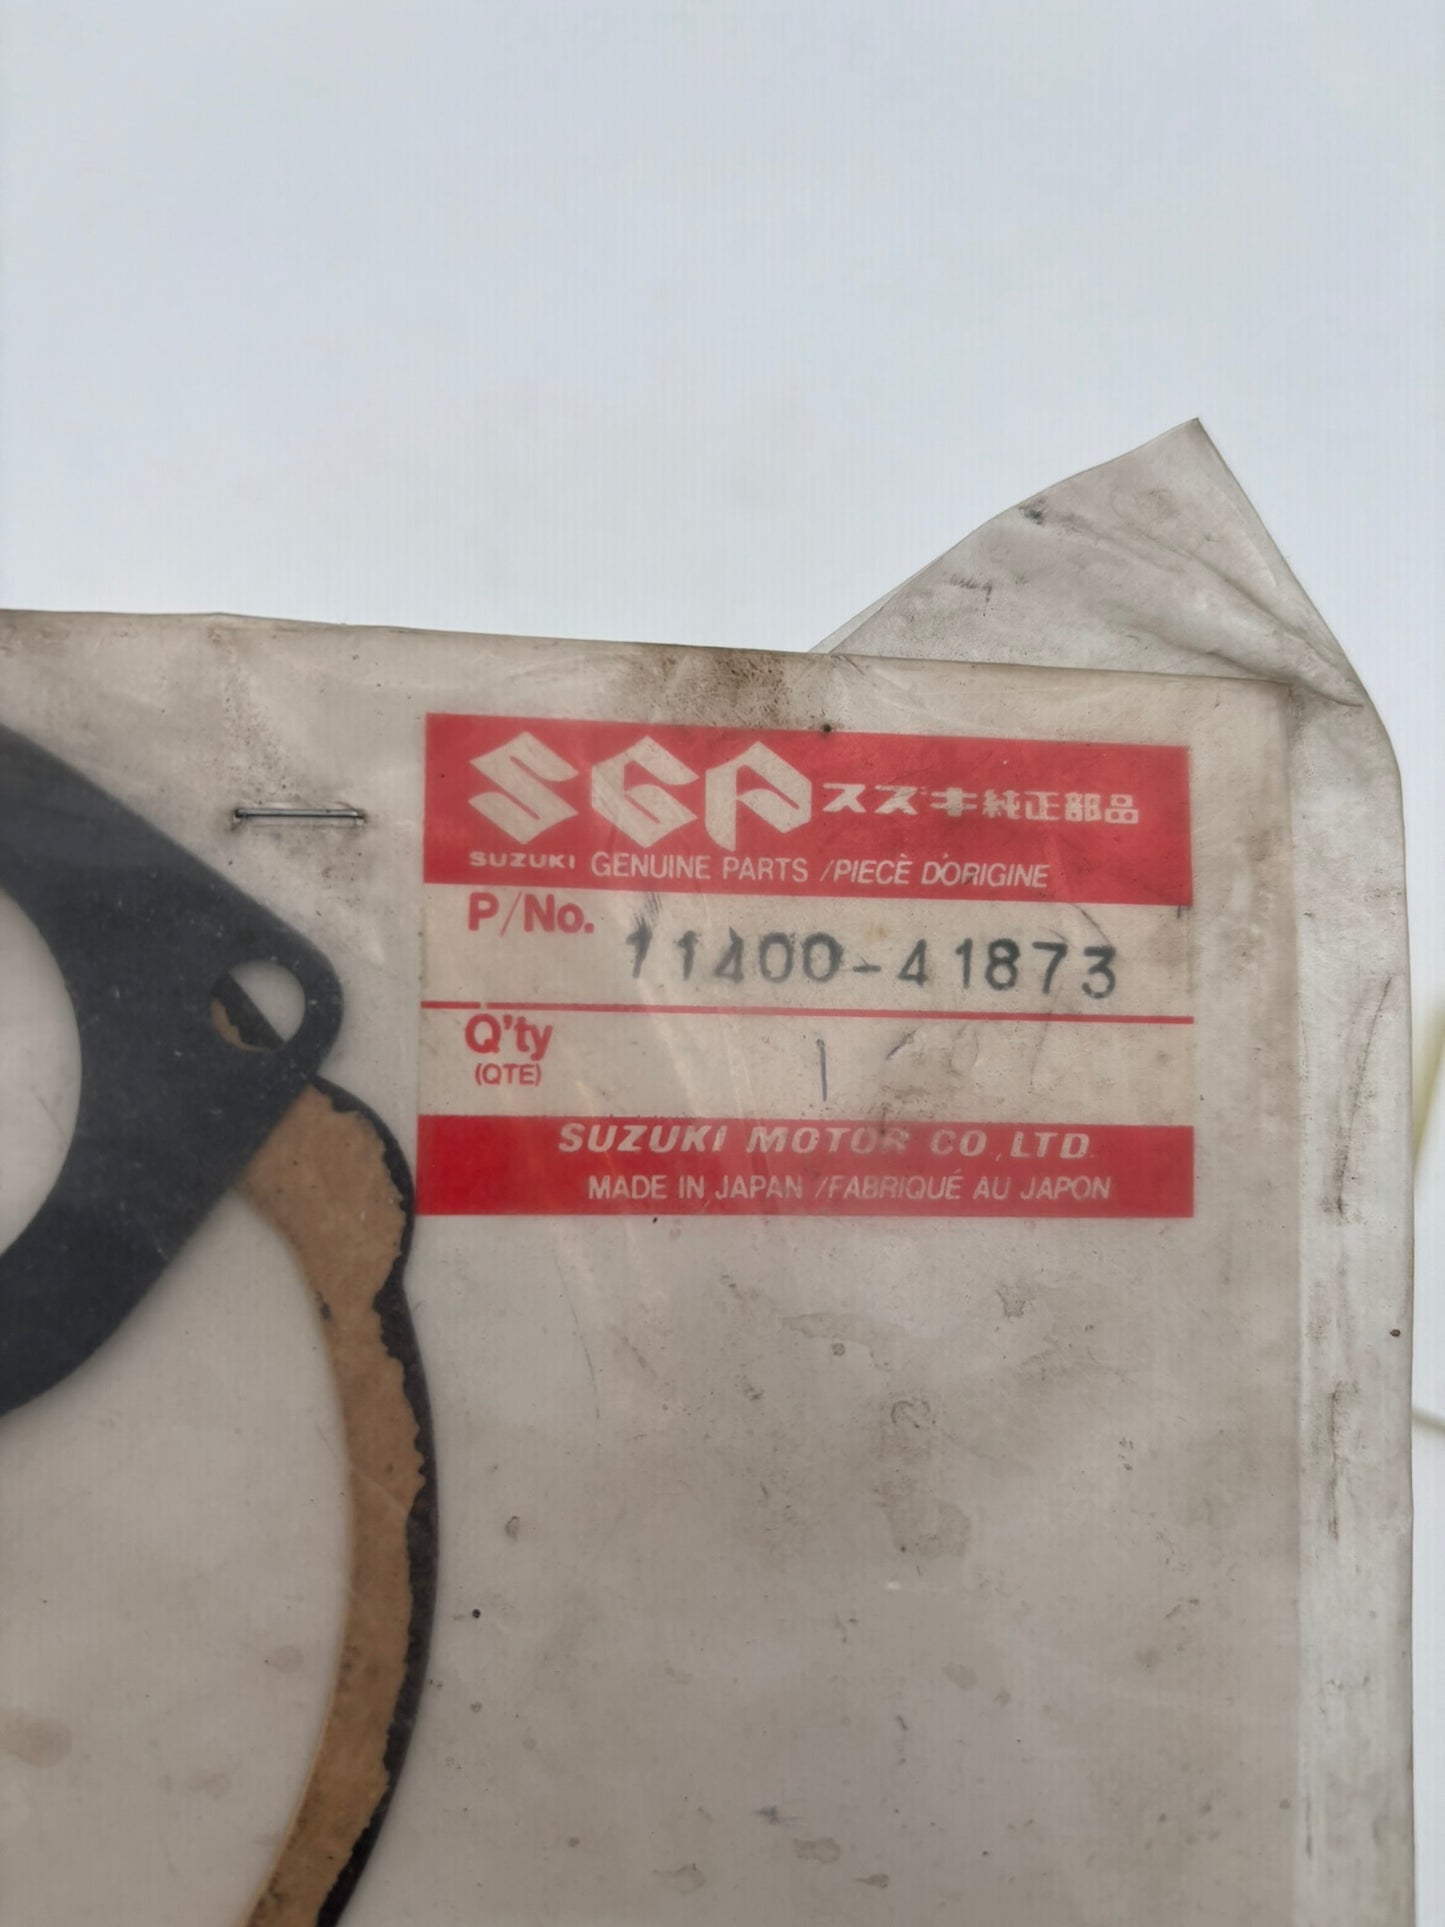 SGP スズキ純正部品
SUZUKI GENUINE PARTS /PIECÈ D'ORIGINE
P/No. 11400-41873
Q'ty 1
(QTE)
SUZUKI MOTOR CO.,LTD.
MADE IN JAPAN /FABRIQUÉ AU JAPON